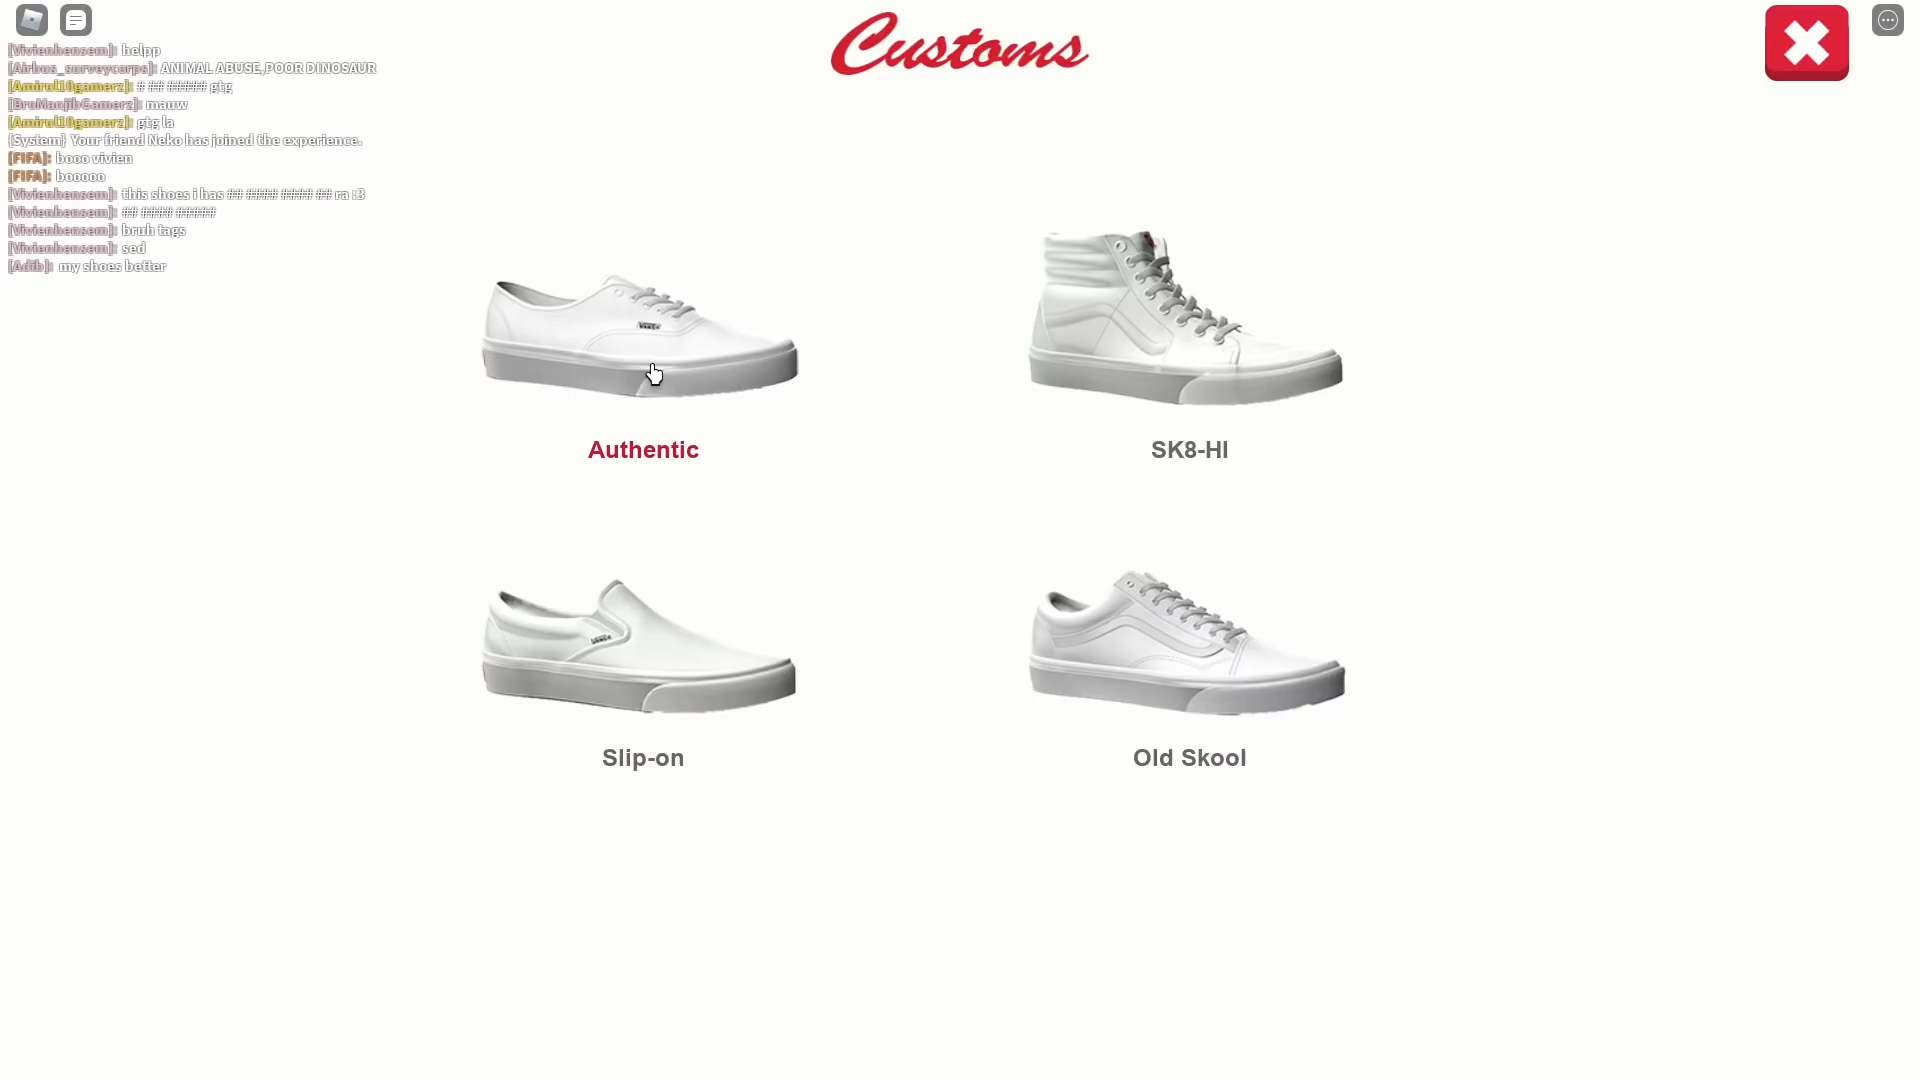 Customs
[Vivienhensem]: helpp
[Airbus_surveycorps]: ANIMAL ABUSE,POOR DINOSAUR
[Amirul10gamerz]: # ## ##### gtg
[BroManjibGamerz]: mauw
[Amirul10gamerz]: gtg la
{System} Your friend Neko has joined the experience.
[FIFA]: booo vivien
[FIFA]: booooo
[Vivienhensem]: this shoes i has ## #### #### ## ra :3
[Vivienhensem]: ## #### #####
[Vivienhensem]: bruh tags
[Vivienhensem]: sed
[Adib]: my shoes better
Authentic
SK8-HI
Slip-on
Old Skool